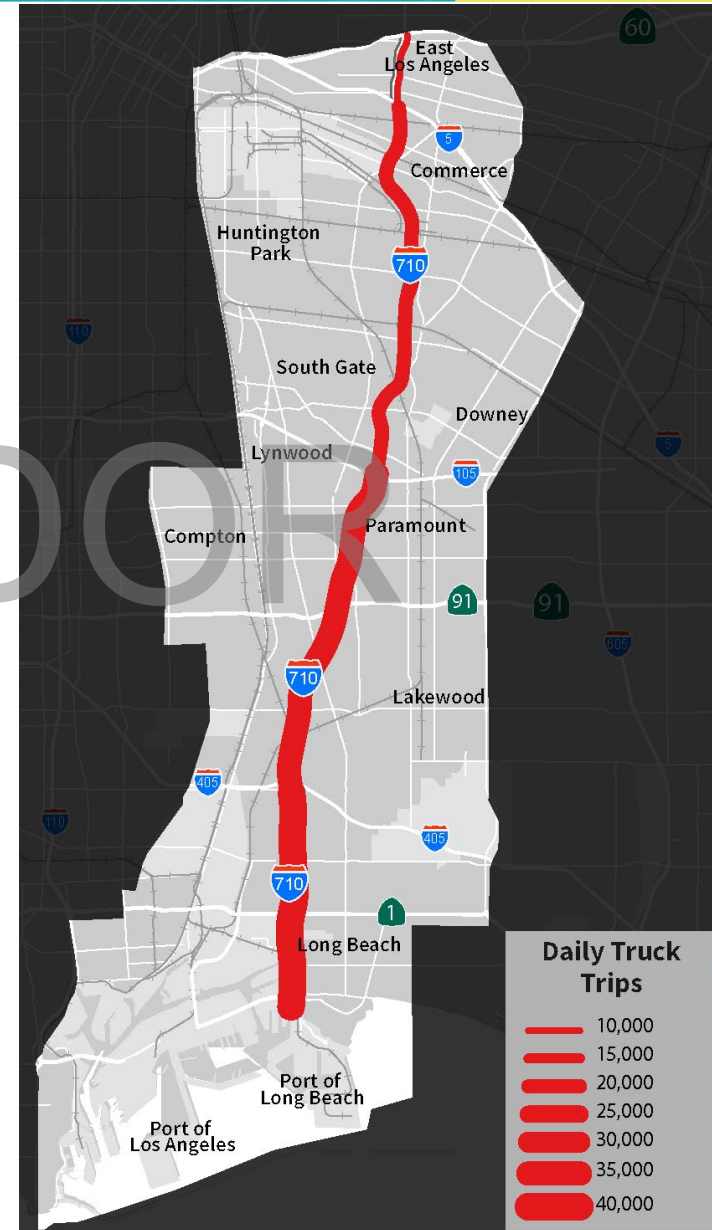 60
East
Los Angeles
5
Commerce
Huntington
Park
710
110
South Gate
Downey
5
Lynwood
105
OOR
Compton
Paramount
91
91
605
710
Lakewood
405
110
405
710
1
Long Beach
Port of
Long Beach
Port of
Los Angeles
Daily Truck
Trips
10,000
15,000
20,000
25,000
30,000
35,000
40,000